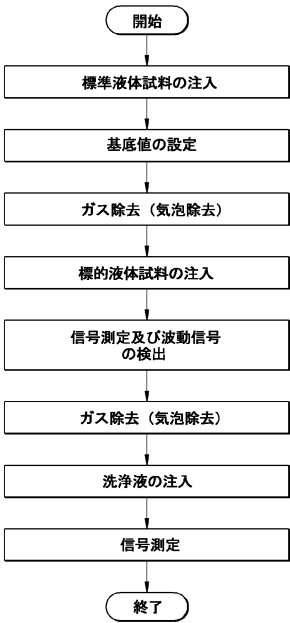 開始
標準液体試料の注入
基底値の設定
ガス除去（気泡除去）
標的液体試料の注入
信号測定及び波動信号
の検出
ガス除去（気泡除去）
洗浄液の注入
信号測定
終了